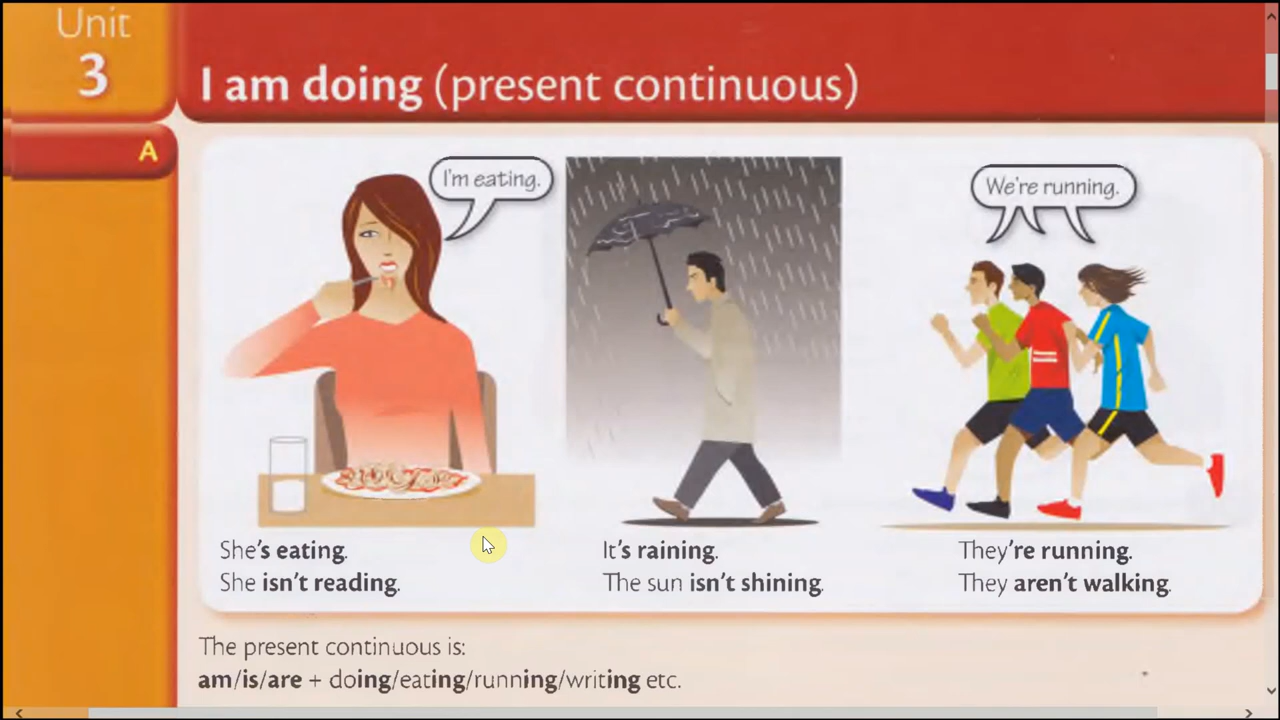 Unit
3
I am doing (present continuous)
A
I'm eating.
We're running.
She's eating.
She isn't reading.
It's raining.
The sun isn't shining.
They're running.
They aren't walking.
The present continuous is:
am/is/are + doing/eating/running/writing etc.